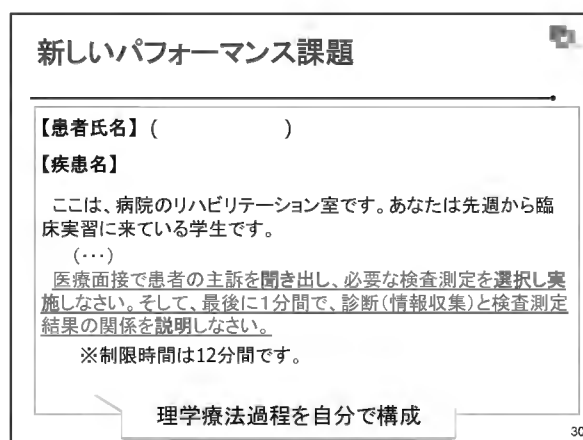 新しいパフォーマンス課題
【患者氏名】(　　　　　　　)
【疾患名】
ここは、病院のリハビリテーション室です。あなたは先週から臨
床実習に来ている学生です。
(…)
医療面接で患者の主訴を聞き出し、必要な検査測定を選択し実
施しなさい。そして、最後に1分間で、診断(情報収集)と検査測定
結果の関係を説明しなさい。
※制限時間は12分間です。
理学療法過程を自分で構成
30